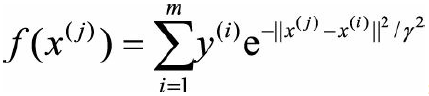 f(x^{(j)}) = \sum_{i=1}^{m} y^{(i)} e^{-\|x^{(j)} - x^{(i)}\|^2 / \gamma^2}